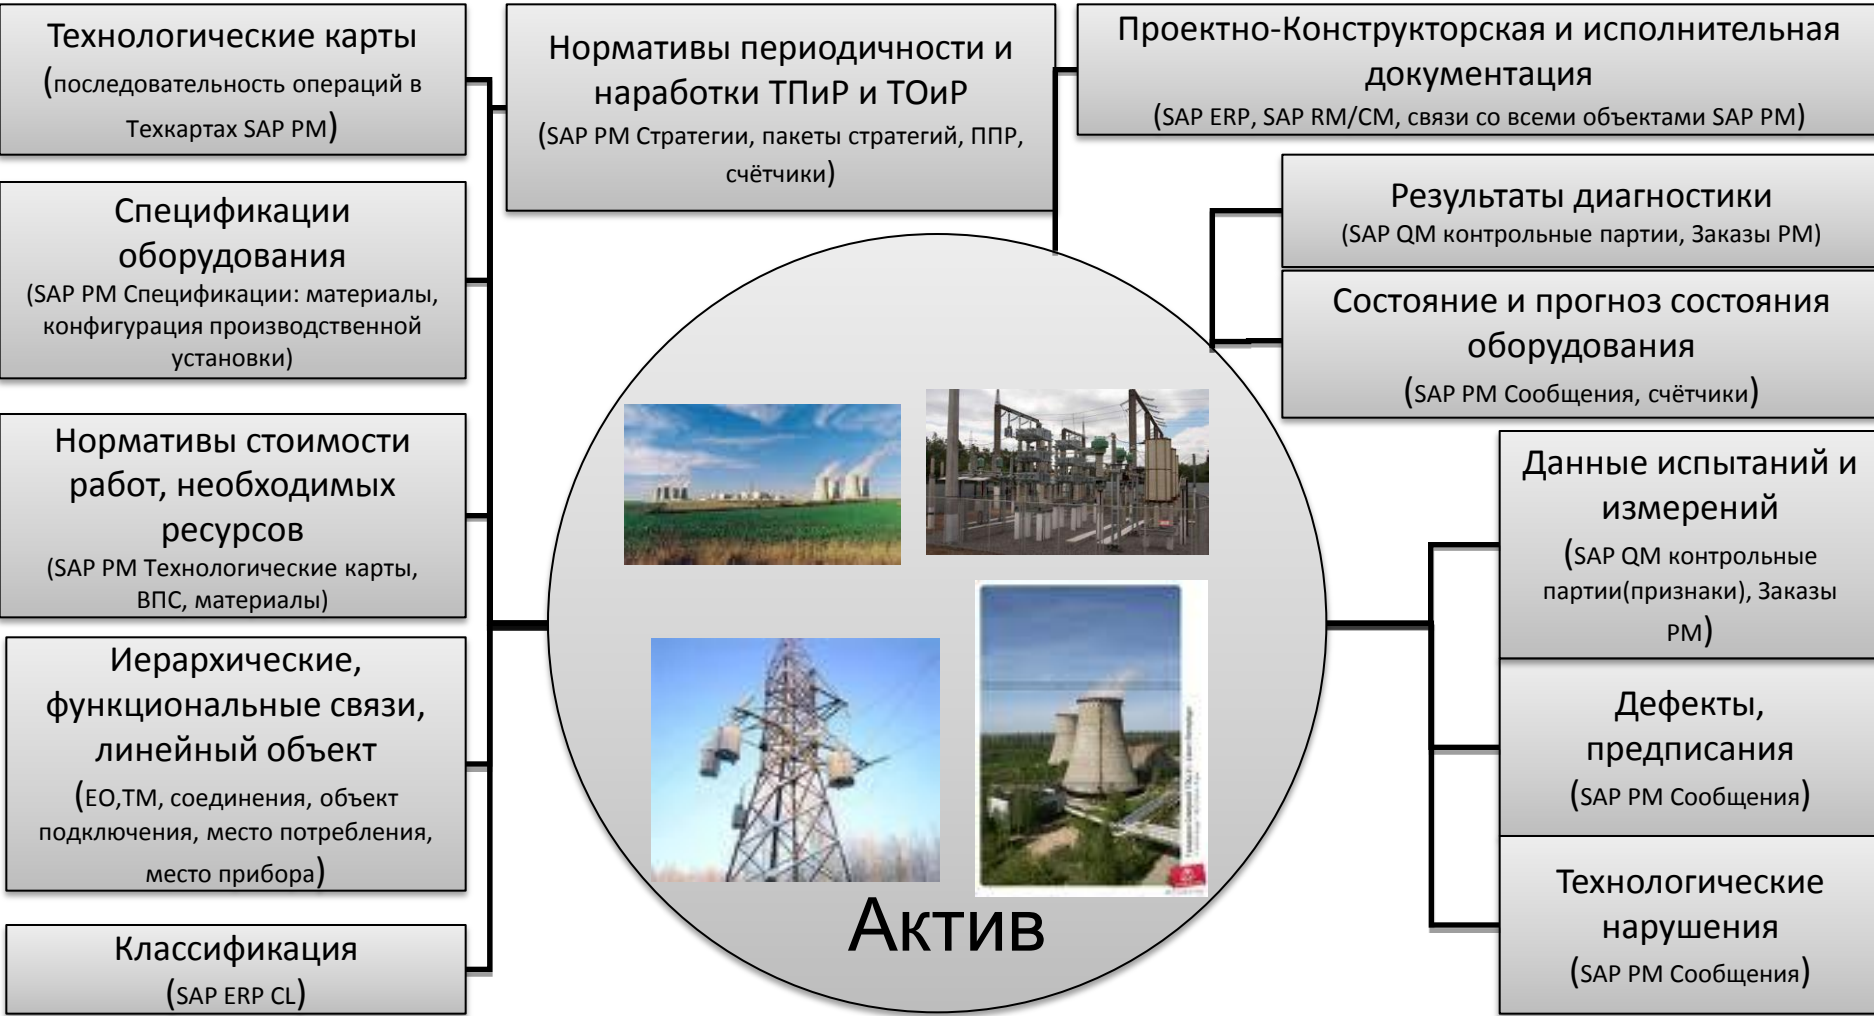 Технологические карты
(последовательность операций в
Техкартах SAP PM)
Нормативы периодичности и
наработки ТПиР и ТОиР
(SAP PM Стратегии, пакеты стратегий, ППР,
счётчики)
Проектно-Конструкторская и исполнительная
документация
(SAP ERP, SAP RM/CM, связи со всеми объектами SAP PM)
Спецификации
оборудования
(SAP PM Спецификации: материалы,
конфигурация производственной
установки)
Результаты диагностики
(SAP QM контрольные партии, Заказы PM)
Состояние и прогноз состояния
оборудования
(SAP PM Сообщения, счётчики)
Нормативы стоимости
работ, необходимых
ресурсов
(SAP PM Технологические карты,
ВПС, материалы)
Данные испытаний и
измерений
(SAP QM контрольные
партии(признаки), Заказы
PM)
Иерархические,
функциональные связи,
линейный объект
(ЕО,ТМ, соединения, объект
подключения, место потребления,
место прибора)
Дефекты,
предписания
(SAP PM Сообщения)
Технологические
нарушения
(SAP PM Сообщения)
Классификация
(SAP ERP CL)
Актив